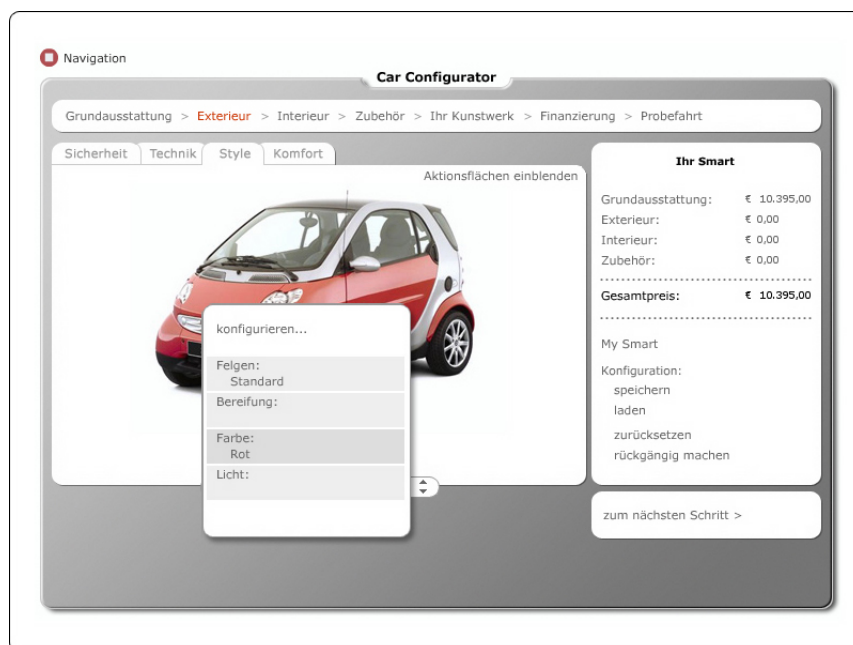 Navigation
Car Configurator
Grundausstattung > Exterieur > Interieur > Zubehör > Ihr Kunstwerk > Finanzierung > Probefahrt
Sicherheit Technik Style Komfort
Aktionsflächen einblenden
konfigurieren...
Felgen:
Standard
Bereifung:
Farbe:
Rot
Licht:
Ihr Smart
Grundausstattung: € 10.395,00
Exterieur: € 0,00
Interieur: € 0,00
Zubehör: € 0,00
Gesamtpreis: € 10.395,00
My Smart
Konfiguration:
speichern
laden
zurücksetzen
rückgängig machen
zum nächsten Schritt >